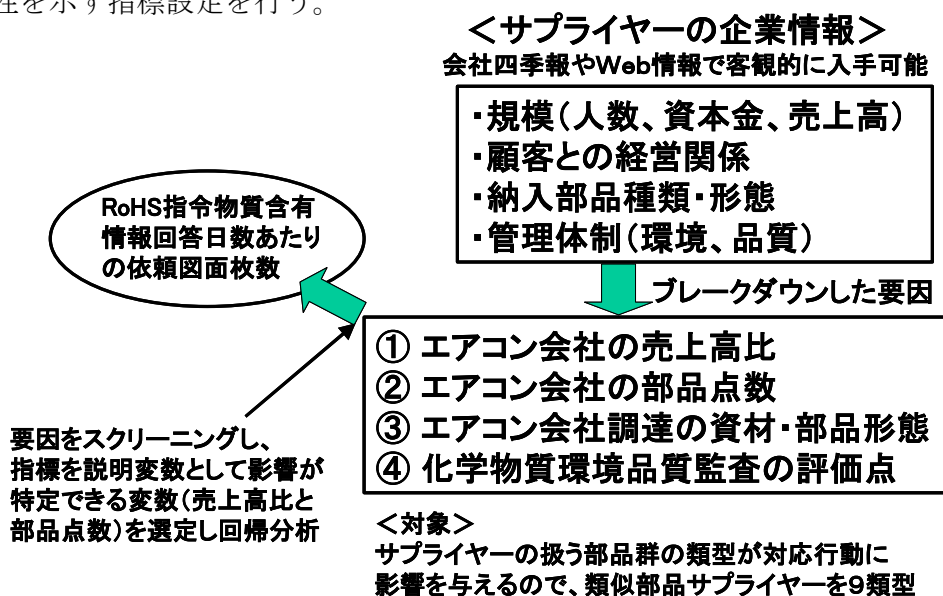 性を示す指標設定を行う。
＜サプライヤーの企業情報＞
会社四季報やWeb情報で客観的に入手可能
・規模（人数、資本金、売上高）
・顧客との経営関係
・納入部品種類・形態
・管理体制（環境、品質）
RoHS指令物質含有
情報回答日数あたり
の依頼図面枚数
ブレークダウンした要因
① エアコン会社の売上高比
② エアコン会社の部品点数
③ エアコン会社調達の資材・部品形態
④ 化学物質環境品質監査の評価点
要因をスクリーニングし、
指標を説明変数として影響が
特定できる変数（売上高比と
部品点数）を選定し回帰分析
＜対象＞
サプライヤーの扱う部品群の類型が対応行動に
影響を与えるので、類似部品サプライヤーを９類型